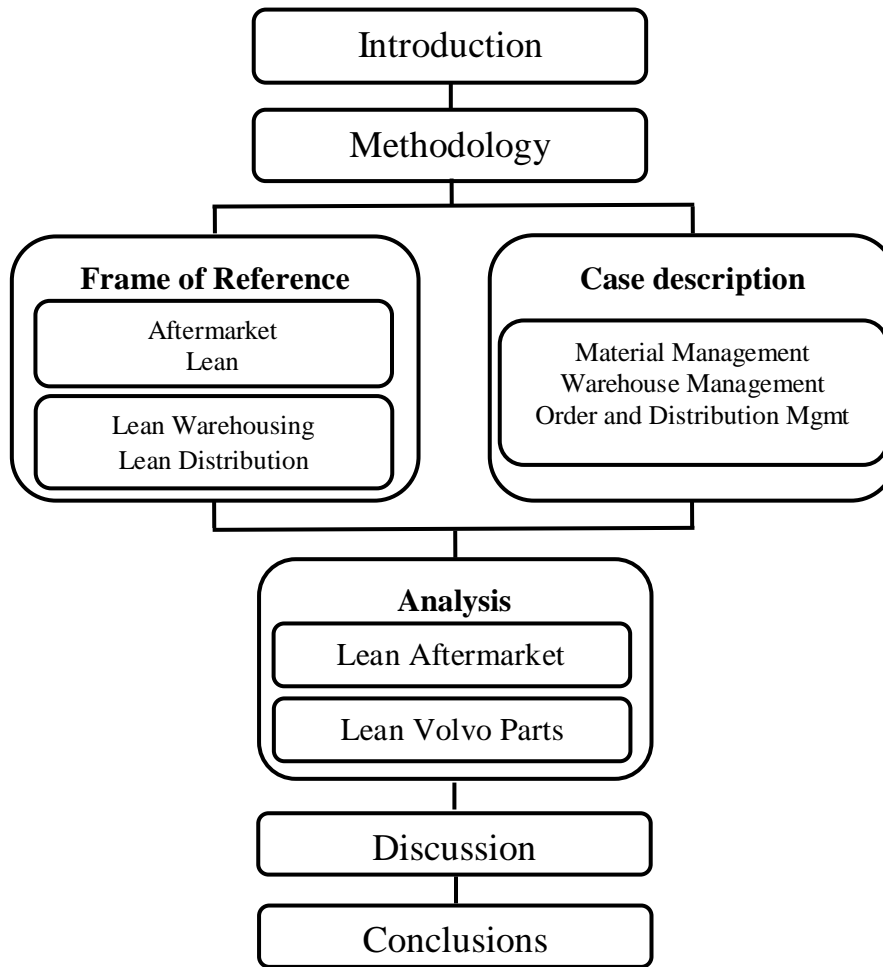 Introduction
Methodology
Frame of Reference
Aftermarket
Lean
Lean Warehousing
Lean Distribution
Case description
Material Management
Warehouse Management
Order and Distribution Mgmt
Analysis
Lean Aftermarket
Lean Volvo Parts
Discussion
Conclusions